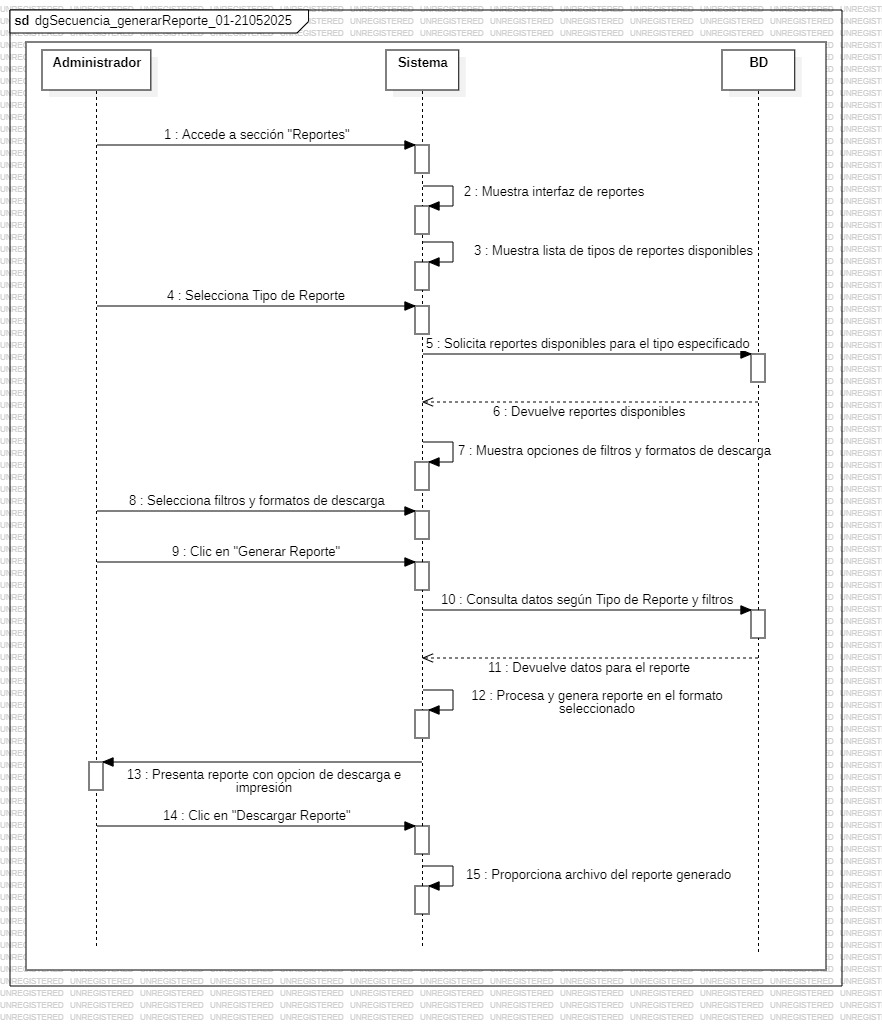 sd dgSecuencia_generarReporte_01-21052025
Administrador
Sistema
BD
1 : Accede a sección "Reportes"
2 : Muestra interfaz de reportes
3 : Muestra lista de tipos de reportes disponibles
4 : Selecciona Tipo de Reporte
5 : Solicita reportes disponibles para el tipo especificado
6 : Devuelve reportes disponibles
7 : Muestra opciones de filtros y formatos de descarga
8 : Selecciona filtros y formatos de descarga
9 : Clic en "Generar Reporte"
10 : Consulta datos según Tipo de Reporte y filtros
11 : Devuelve datos para el reporte
12 : Procesa y genera reporte en el formato
seleccionado
13 : Presenta reporte con opcion de descarga e
impresión
14 : Clic en "Descargar Reporte"
15 : Proporciona archivo del reporte generado
UNREGISTERED